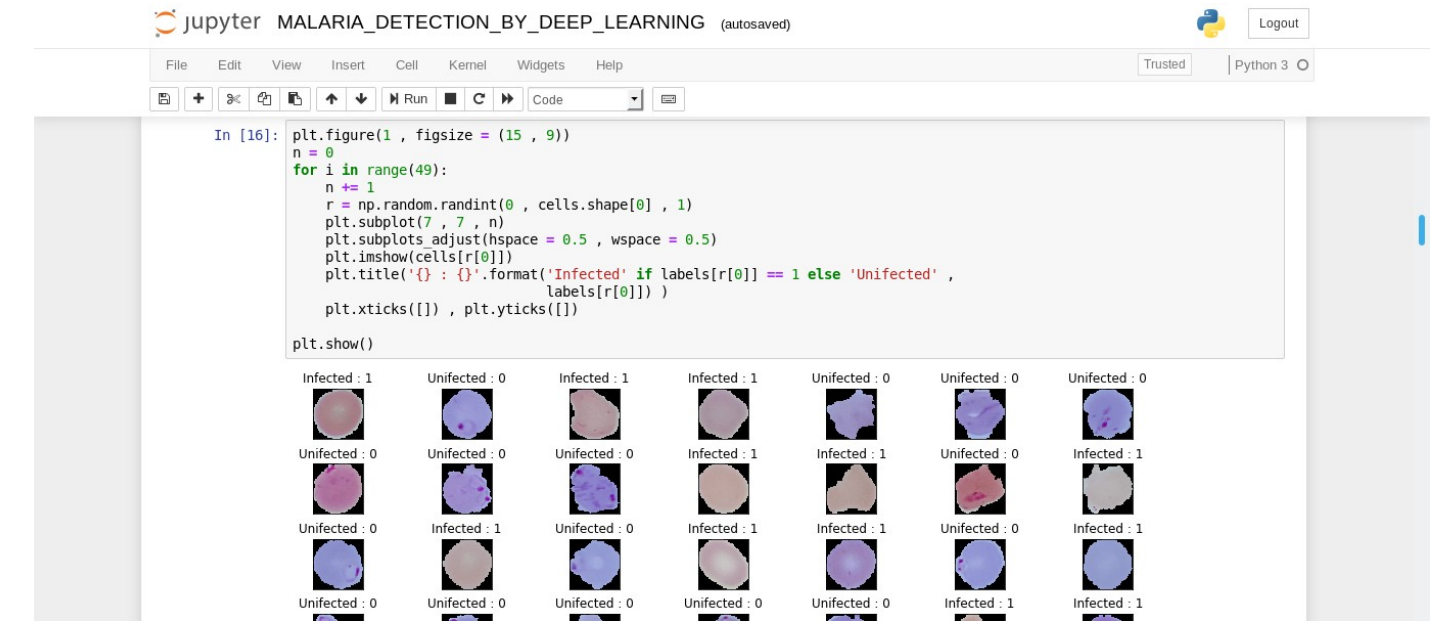 jupyter MALARIA_DETECTION_BY_DEEP_LEARNING (autosaved) Logout
File Edit View Insert Cell Kernel Widgets Help Trusted Python 3
Run Code
In [16]: plt.figure(1 , figsize = (15 , 9))
n = 0
for i in range(49):
    n += 1
    r = np.random.randint(0 , cells.shape[0] , 1)
    plt.subplot(7 , 7 , n)
    plt.subplots_adjust(hspace = 0.5 , wspace = 0.5)
    plt.imshow(cells[r[0]])
    plt.title('{} : {}'.format('Infected' if labels[r[0]] == 1 else 'Unifected' ,
                               labels[r[0]]) )
    plt.xticks([]) , plt.yticks([])
plt.show()
Infected : 1 Unifected : 0 Infected : 1 Infected : 1 Unifected : 0 Unifected : 0 Unifected : 0
Unifected : 0 Unifected : 0 Unifected : 0 Infected : 1 Infected : 1 Unifected : 0 Infected : 1
Unifected : 0 Infected : 1 Unifected : 0 Infected : 1 Infected : 1 Unifected : 0 Infected : 1
Unifected : 0 Unifected : 0 Unifected : 0 Unifected : 0 Unifected : 0 Infected : 1 Infected : 1